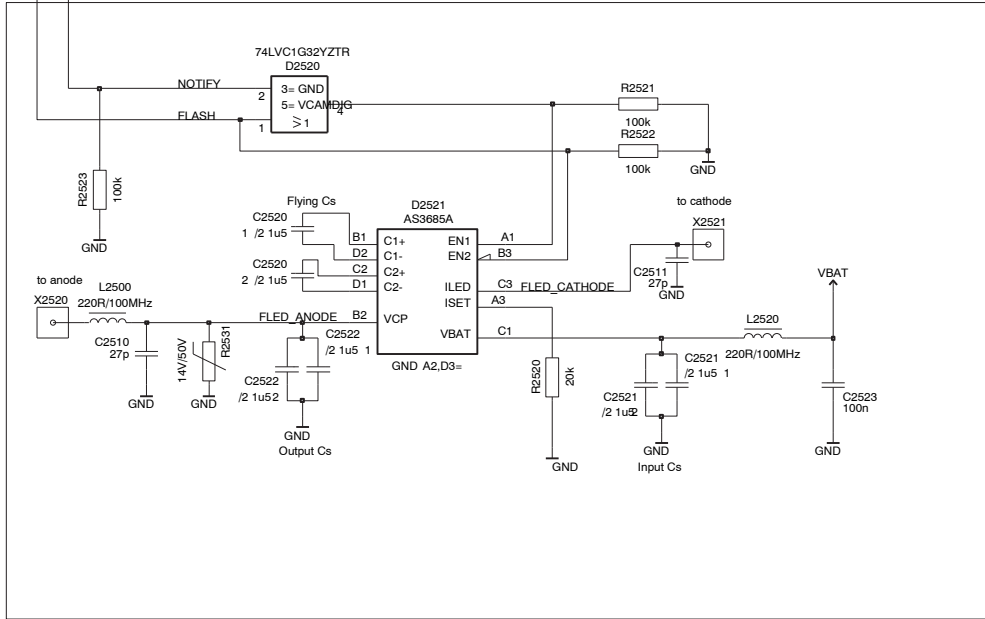 74LVC1G32YZTR
D2520
NOTIFY
2
3= GND
5= VCAMDIG
4
FLASH
1
≥1
R2521
100k
R2522
100k
GND
R2523
100k
GND
Flying Cs
C2520
1 /2 1u5
C2520
2 /2 1u5
B1
D2
C2
D1
D2521
AS3685A
C1+
C1-
C2+
C2-
VCP
EN1
EN2
ILED
ISET
VBAT
GND A2,D3=
A1
B3
C3
FLED_CATHODE
A3
C1
to cathode
X2521
C2511
27p
GND
VBAT
to anode
X2520
L2500
220R/100MHz
FLED_ANODE
B2
C2510
27p
GND
14V/50V
R2531
GND
C2522
/2 1u5 1
C2522
/2 1u52
GND
Output Cs
R2520
20k
GND
L2520
220R/100MHz
C2521
/2 1u5 1
C2521
/2 1u52
GND
Input Cs
C2523
100n
GND